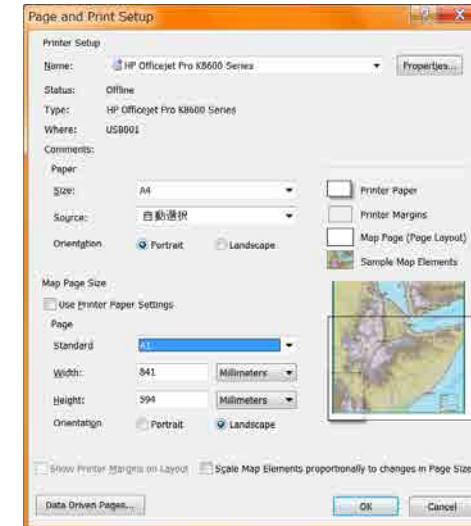 Page and Print Setup
Printer Setup
Name: HP Officejet Pro K8600 Series Properties...
Status: Offline
Type: HP Officejet Pro K8600 Series
Where: USB001
Comments:
Paper
Size: A4 Printer Paper
Source: 自動選択 Printer Margins
Orientation Portrait Landscape Map Page (Page Layout)
Sample Map Elements
Map Page Size
Use Printer Paper Settings
Page
Standard A1
Width: 841 Millimeters
Height: 594 Millimeters
Orientation Portrait Landscape
Show Printer Margins on Layout Scale Map Elements proportionally to changes in Page Size
Data Driven Pages... OK Cancel